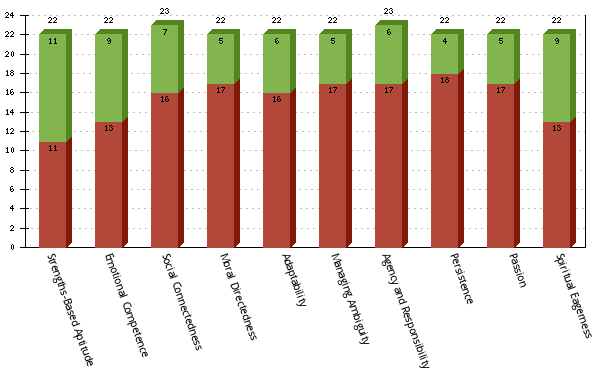 24
22
20
18
16
14
12
10
8
6
4
2
0
22 22 23 22 22 22 23 22 22 22
11 9 7 5 6 5 6 4 5 9
11 13 16 17 16 17 17 18 17 13
Strengths-Based Aptitude
Emotional Competence
Social Connectedness
Moral Directedness
Adaptability
Managing Ambiguity
Agency and Responsibility
Persistence
Passion
Spiritual Eagerness